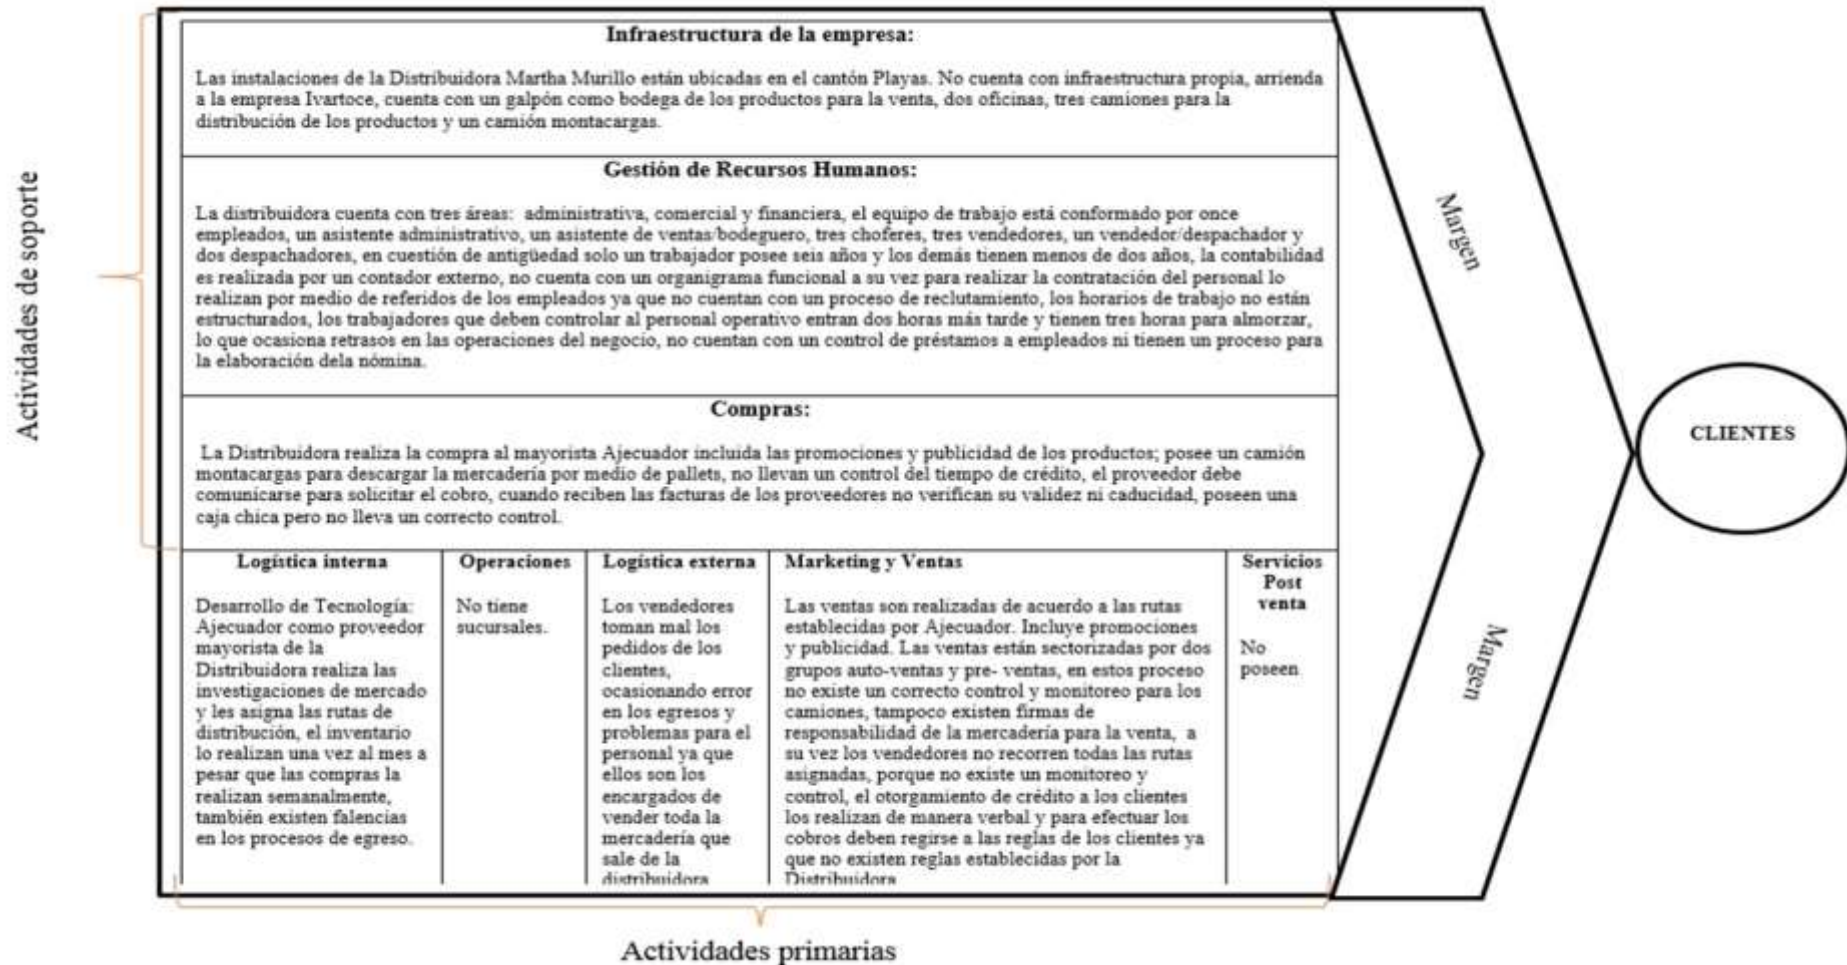 Actividades de soporte
Infraestructura de la empresa:
Las instalaciones de la Distribuidora Martha Murillo están ubicadas en el cantón Playas. No cuenta con infraestructura propia, arrienda
a la empresa Ivartoce, cuenta con un galpón como bodega de los productos para la venta, dos oficinas, tres camiones para la
distribución de los productos y un camión montacargas.
Gestión de Recursos Humanos:
La distribuidora cuenta con tres áreas: administrativa, comercial y financiera, el equipo de trabajo está conformado por once
empleados, un asistente administrativo, un asistente de ventas/bodeguero, tres choferes, tres vendedores, un vendedor/despachador y
dos despachadores, en cuestión de antigüedad solo un trabajador posee seis años y los demás tienen menos de dos años, la contabilidad
es realizada por un contador externo, no cuenta con un organigrama funcional a su vez para realizar la contratación del personal lo
realizan por medio de referidos de los empleados ya que no cuentan con un proceso de reclutamiento, los horarios de trabajo no están
estructurados, los trabajadores que deben controlar al personal operativo entran dos horas más tarde y tienen tres horas para almorzar,
lo que ocasiona retrasos en las operaciones del negocio, no cuentan con un control de préstamos a empleados ni tienen un proceso para
la elaboración dela nómina.
Compras:
La Distribuidora realiza la compra al mayorista Ajecuador incluida las promociones y publicidad de los productos; posee un camión
montacargas para descargar la mercadería por medio de pallets, no llevan un control del tiempo de crédito, el proveedor debe
comunicarse para solicitar el cobro, cuando reciben las facturas de los proveedores no verifican su validez ni caducidad, poseen una
caja chica pero no lleva un correcto control.
Logística interna
Desarrollo de Tecnología:
Ajecuador como proveedor
mayorista de la
Distribuidora realiza las
investigaciones de mercado
y les asigna las rutas de
distribución, el inventario
lo realizan una vez al mes a
pesar que las compras la
realizan semanalmente,
también existen falencias
en los procesos de egreso.
Operaciones
No tiene
sucursales.
Logística externa
Los vendedores
toman mal los
pedidos de los
clientes,
ocasionando error
en los egresos y
problemas para el
personal ya que
ellos son los
encargados de
vender toda la
mercadería que
sale de la
distribuidora
Marketing y Ventas
Las ventas son realizadas de acuerdo a las rutas
establecidas por Ajecuador. Incluye promociones
y publicidad. Las ventas están sectorizadas por dos
grupos auto-ventas y pre- ventas, en estos proceso
no existe un correcto control y monitoreo para los
camiones, tampoco existen firmas de
responsabilidad de la mercadería para la venta, a
su vez los vendedores no recorren todas las rutas
asignadas, porque no existe un monitoreo y
control, el otorgamiento de crédito a los clientes
los realizan de manera verbal y para efectuar los
cobros deben regirse a las reglas de los clientes ya
que no existen reglas establecidas por la
Distribuidora
Servicios
Post
venta
No
poseen
Margen
Margen
CLIENTES
Actividades primarias